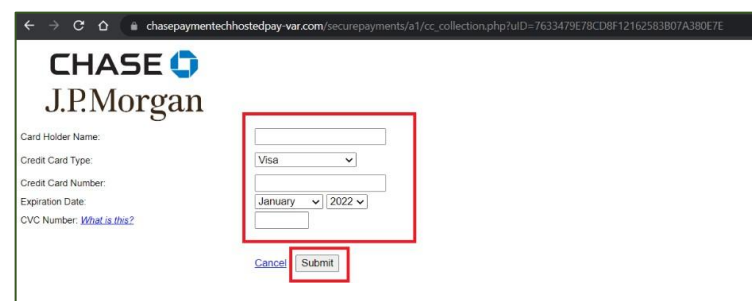 chasepaymentechhostedpay-var.com/securepayments/a1/cc_collection.php?uID=7633479E78CD8F12162583B07A380E7E
CHASE
J.P.Morgan
Card Holder Name:
Credit Card Type: Visa
Credit Card Number:
Expiration Date: January 2022
CVC Number: What is this?
Cancel Submit